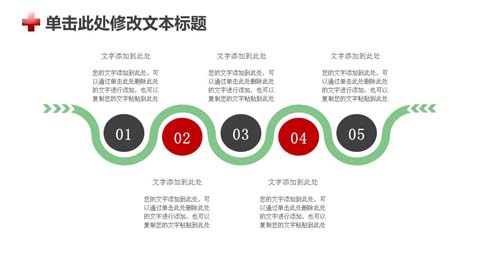 单击此处修改文本标题
文字添加到此处
您的文字添加到此处，可
以通过单击此处删除此处
的文字进行添加，也可以
复制您的文字粘贴到此处
文字添加到此处
您的文字添加到此处，可
以通过单击此处删除此处
的文字进行添加，也可以
复制您的文字粘贴到此处
文字添加到此处
您的文字添加到此处，可
以通过单击此处删除此处
的文字进行添加，也可以
复制您的文字粘贴到此处
01
02
03
04
05
文字添加到此处
您的文字添加到此处，可
以通过单击此处删除此处
的文字进行添加，也可以
复制您的文字粘贴到此处
文字添加到此处
您的文字添加到此处，可
以通过单击此处删除此处
的文字进行添加，也可以
复制您的文字粘贴到此处